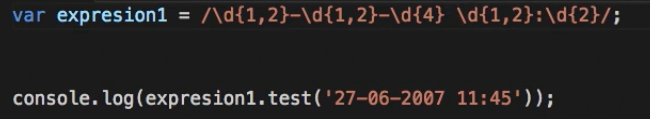 var expresion1 = /\d{1,2}-\d{1,2}-\d{4} \d{1,2}:\d{2}/;
console.log(expresion1.test('27-06-2007 11:45'));